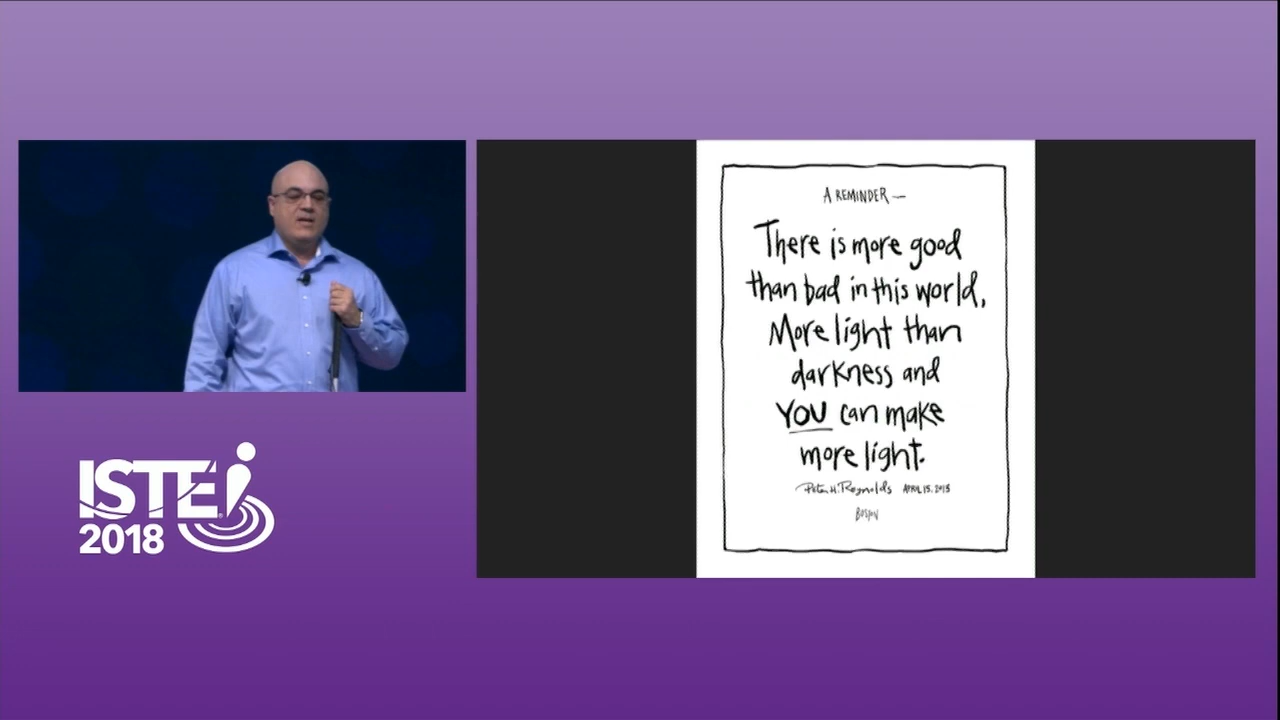 ISTE
2018
A REMINDER—
There is more good
than bad in this world,
More light than
darkness and
YOU can make
more light.
Peter H. Reynolds APRIL 15, 2013
BOSTON